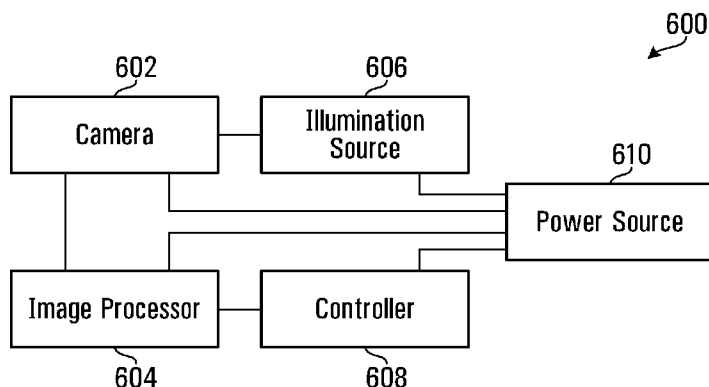 600
602
606
Camera
Illumination
Source
610
Power Source
Image Processor
Controller
604
608